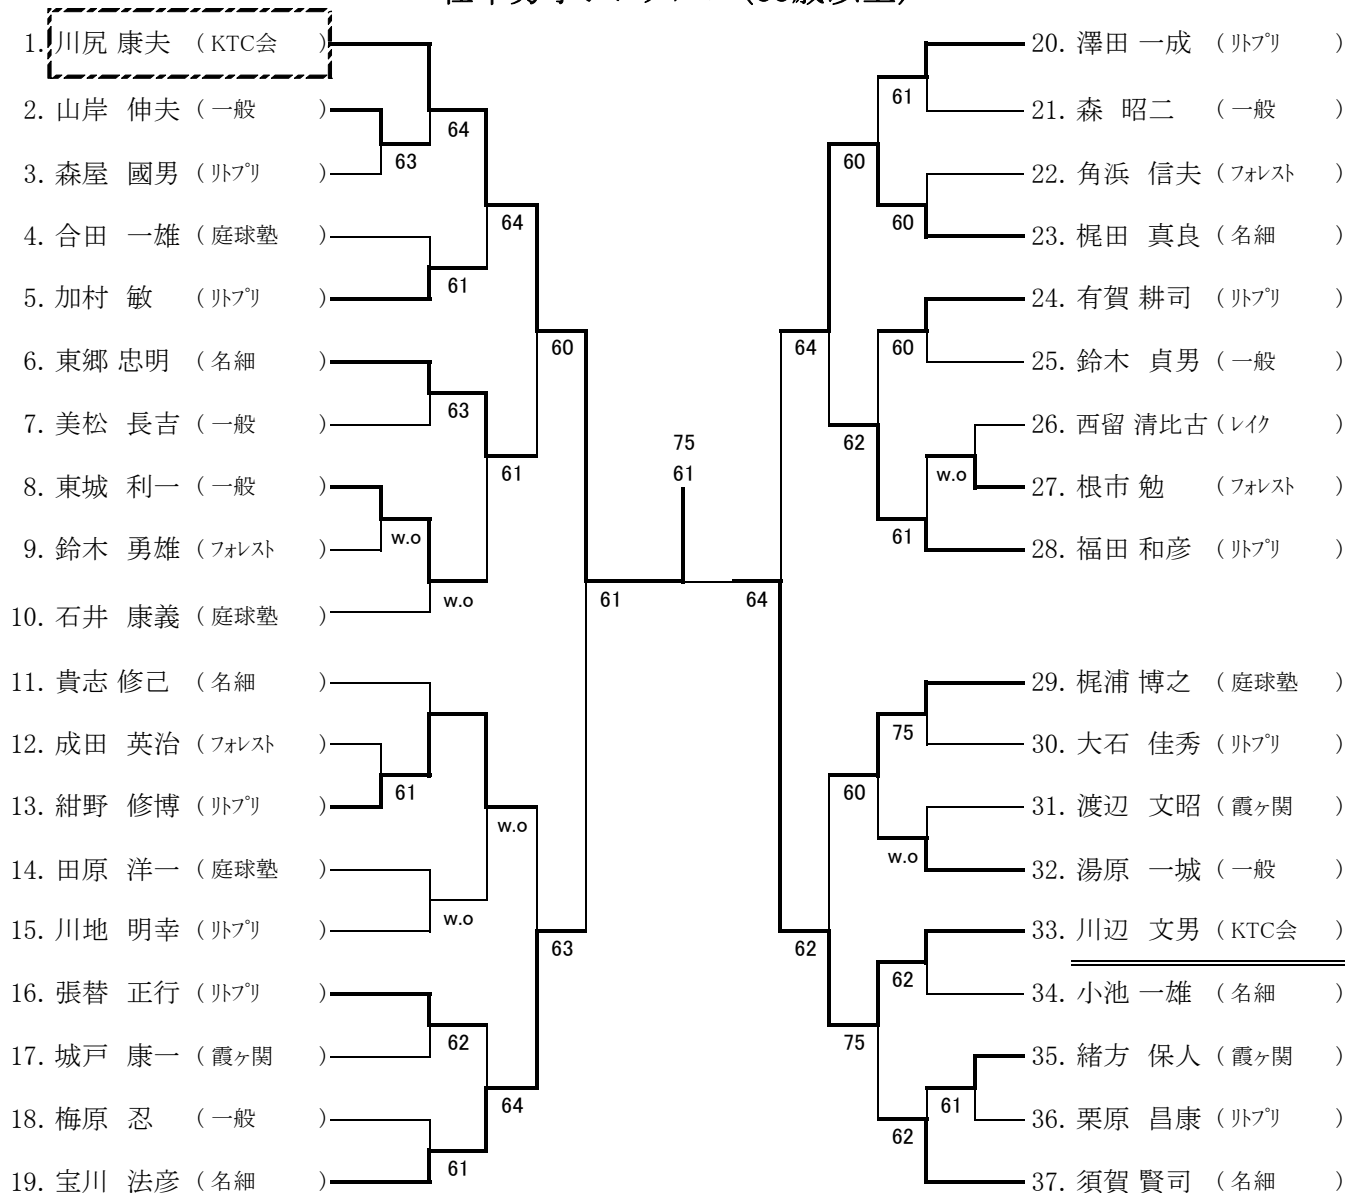 1. 川尻 康夫 ( KTC会 )
2. 山岸 伸夫 ( 一般 )
3. 森屋 國男 ( リトプリ )
4. 合田 一雄 ( 庭球塾 )
5. 加村 敏 ( リトプリ )
6. 東郷 忠明 ( 名細 )
7. 美松 長吉 ( 一般 )
8. 東城 利一 ( 一般 )
9. 鈴木 勇雄 ( フォレスト )
10. 石井 康義 ( 庭球塾 )
11. 貴志 修己 ( 名細 )
12. 成田 英治 ( フォレスト )
13. 紺野 修博 ( リトプリ )
14. 田原 洋一 ( 庭球塾 )
15. 川地 明幸 ( リトプリ )
16. 張替 正行 ( リトプリ )
17. 城戸 康一 ( 霞ヶ関 )
18. 梅原 忍 ( 一般 )
19. 宝川 法彦 ( 名細 )
63
w.o
61
64
61
63
w.o
w.o
62
61
64
61
w.o
64
60
63
61
75
61
64
64
62
60
62
60
75
61
60
60
61
75
w.o
62
62
w.o
61
20. 澤田 一成 ( リトプリ )
21. 森 昭二 ( 一般 )
22. 角浜 信夫 ( フォレスト )
23. 梶田 真良 ( 名細 )
24. 有賀 耕司 ( リトプリ )
25. 鈴木 貞男 ( 一般 )
26. 西留 清比古 ( レイク )
27. 根市 勉 ( フォレスト )
28. 福田 和彦 ( リトプリ )
29. 梶浦 博之 ( 庭球塾 )
30. 大石 佳秀 ( リトプリ )
31. 渡辺 文昭 ( 霞ヶ関 )
32. 湯原 一城 ( 一般 )
33. 川辺 文男 ( KTC会 )
34. 小池 一雄 ( 名細 )
35. 緒方 保人 ( 霞ヶ関 )
36. 栗原 昌康 ( リトプリ )
37. 須賀 賢司 ( 名細 )